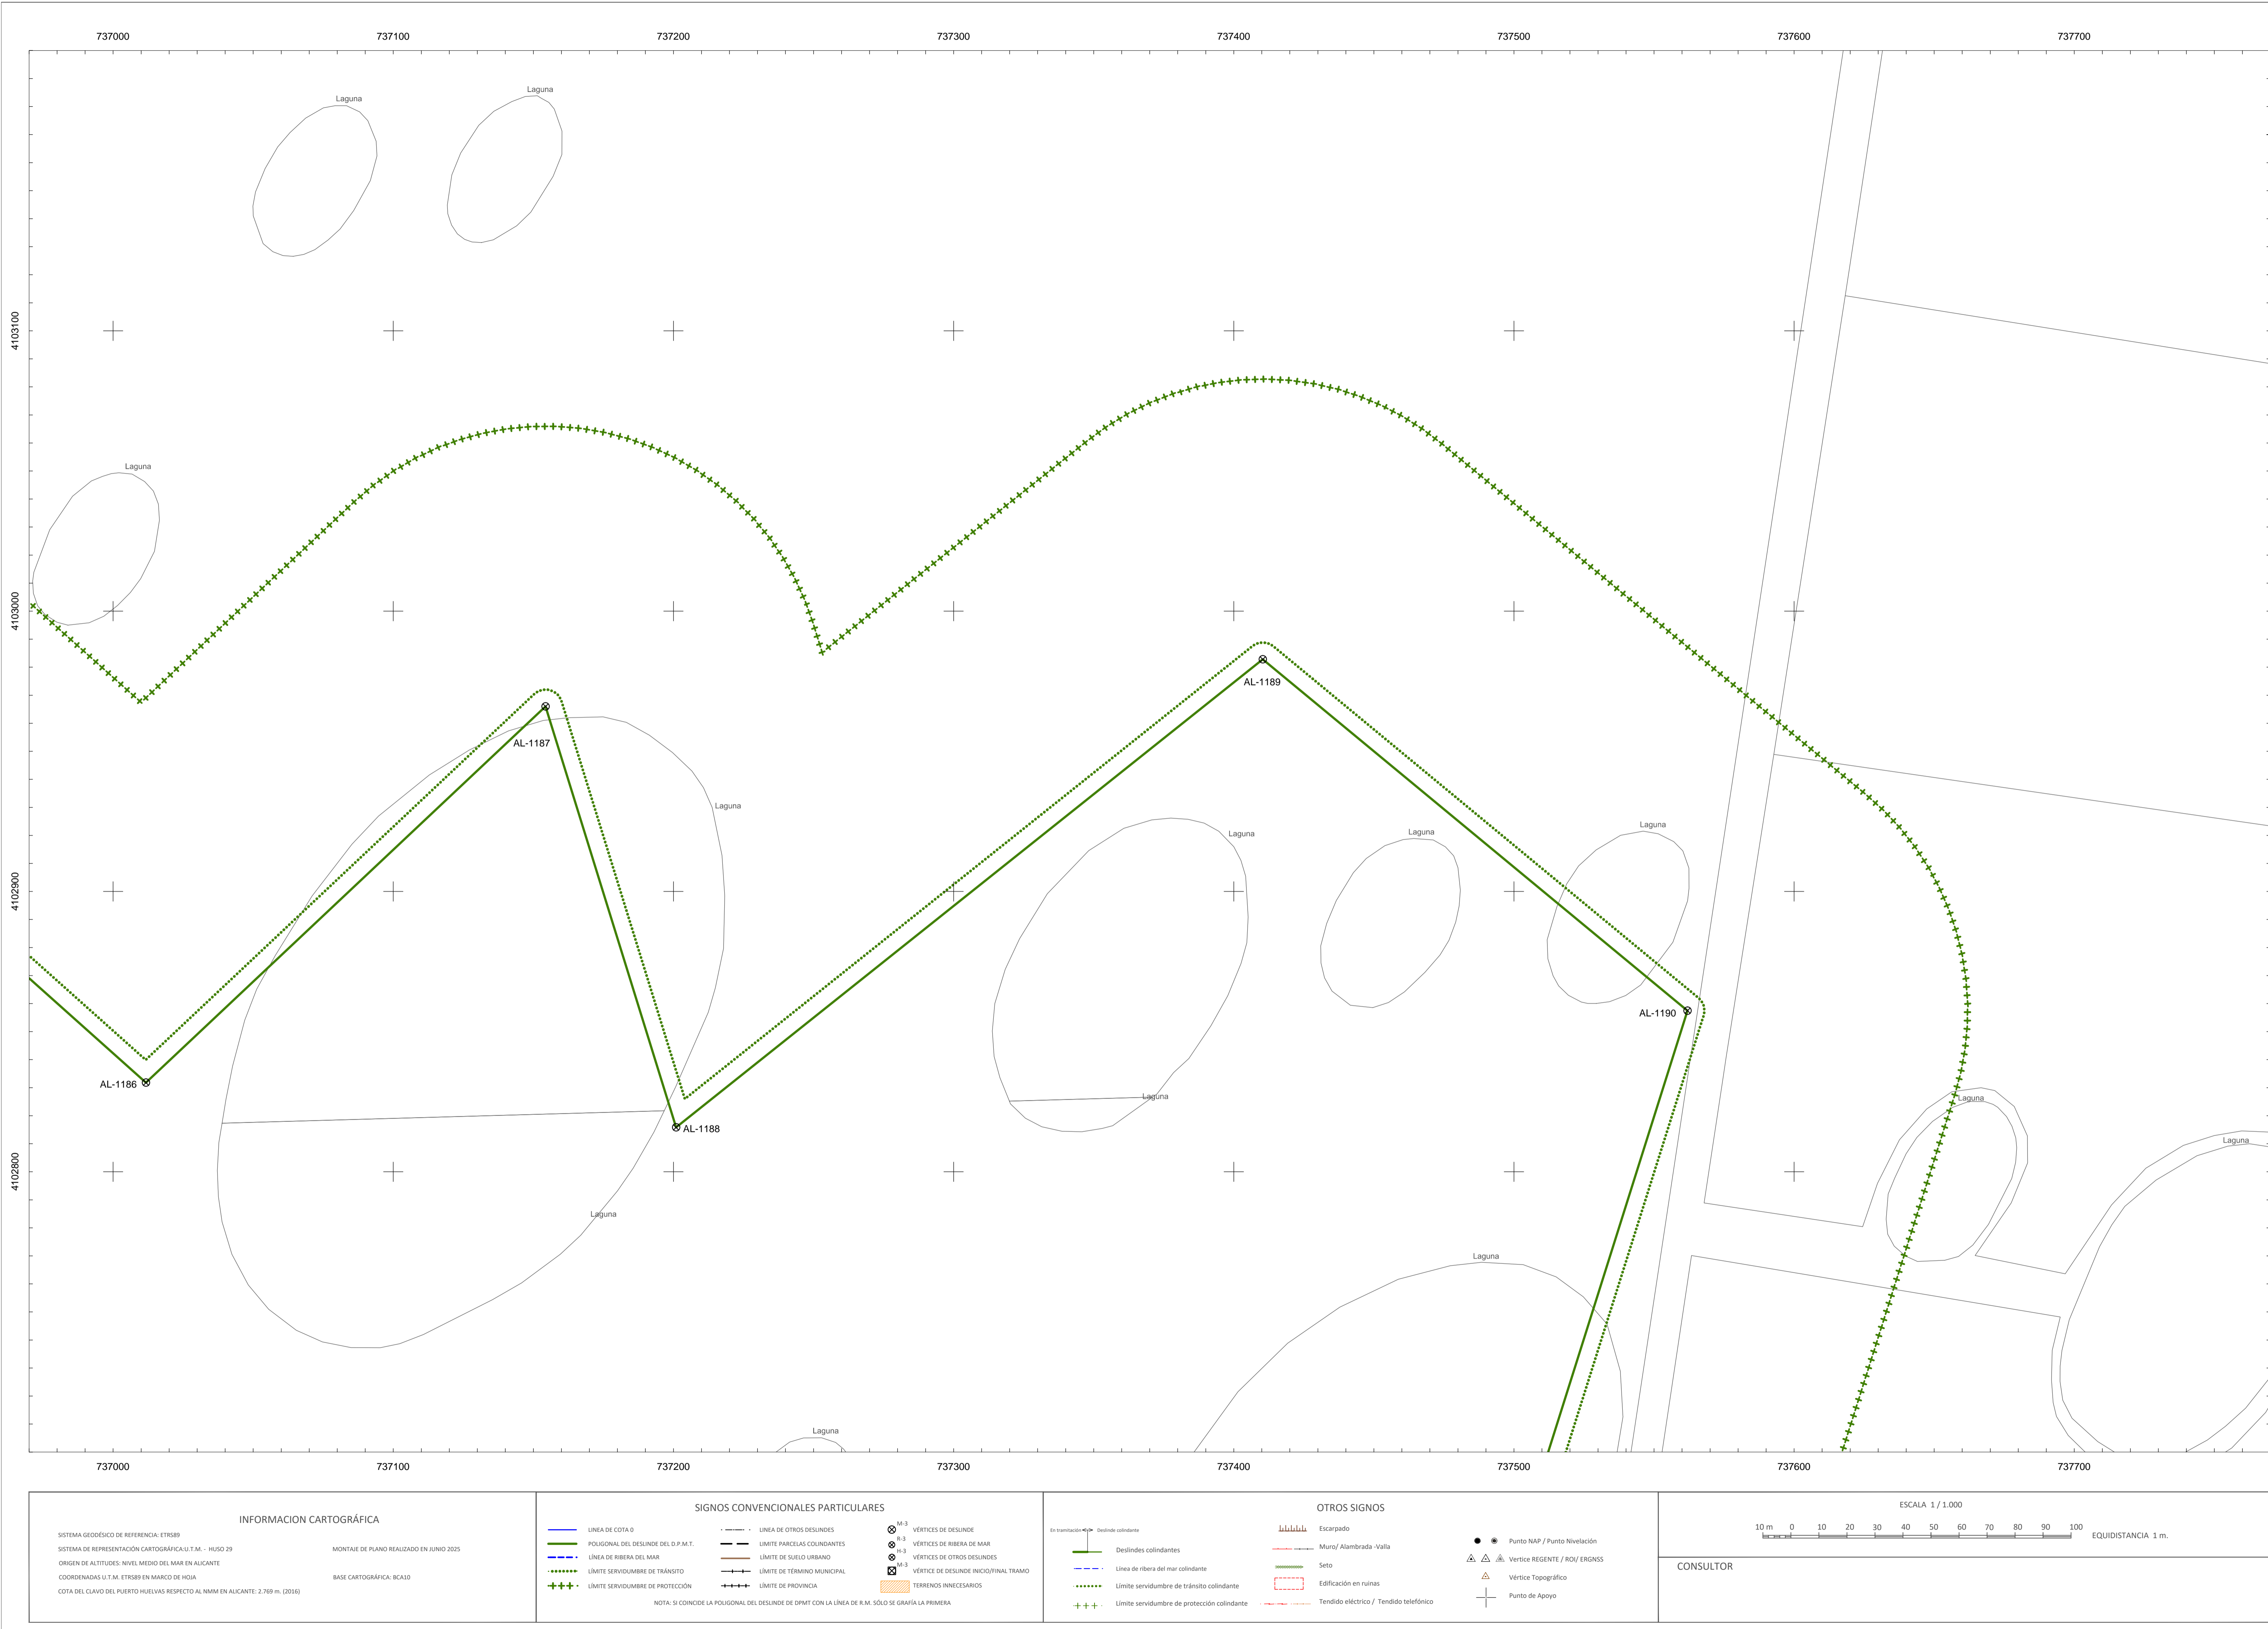 737000 737100 737200 737300 737400 737500 737600 737700
Laguna
Laguna
4103100
Laguna
4103000
AL-1189
AL-1187
Laguna
Laguna
Laguna
Laguna
4102900
AL-1190
AL-1186
Laguna
Laguna
AL-1188
Laguna
4102800
Laguna
Laguna
Laguna
737000 737100 737200 737300 737400 737500 737600 737700
INFORMACION CARTOGRÁFICA
SISTEMA GEODÉSICO DE REFERENCIA: ETRS89
SISTEMA DE REPRESENTACIÓN CARTOGRÁFICA:U.T.M. - HUSO 29
MONTAJE DE PLANO REALIZADO EN JUNIO 2025
ORIGEN DE ALTITUDES: NIVEL MEDIO DEL MAR EN ALICANTE
COORDENADAS U.T.M. ETRS89 EN MARCO DE HOJA
BASE CARTOGRÁFICA: BCA10
COTA DEL CLAVO DEL PUERTO HUELVAS RESPECTO AL NMM EN ALICANTE: 2.769 m. (2016)
SIGNOS CONVENCIONALES PARTICULARES
LINEA DE COTA 0
POLIGONAL DEL DESLINDE DEL D.P.M.T.
LÍNEA DE RIBERA DEL MAR
LÍMITE SERVIDUMBRE DE TRÁNSITO
LÍMITE SERVIDUMBRE DE PROTECCIÓN
LINEA DE OTROS DESLINDES
LIMITE PARCELAS COLINDANTES
LÍMITE DE SUELO URBANO
LÍMITE DE TÉRMINO MUNICIPAL
LÍMITE DE PROVINCIA
M-3
VÉRTICES DE DESLINDE
R-3
VÉRTICES DE RIBERA DE MAR
H-3
VÉRTICES DE OTROS DESLINDES
M-3
VÉRTICE DE DESLINDE INICIO/FINAL TRAMO
TERRENOS INNECESARIOS
NOTA: SI COINCIDE LA POLIGONAL DEL DESLINDE DE DPMT CON LA LÍNEA DE R.M. SÓLO SE GRAFÍA LA PRIMERA
OTROS SIGNOS
En tramitación Deslinde colindante
Deslindes colindantes
Línea de ribera del mar colindante
Límite servidumbre de tránsito colindante
Límite servidumbre de protección colindante
Escarpado
Muro/ Alambrada -Valla
Seto
Edificación en ruinas
Tendido eléctrico / Tendido telefónico
Punto NAP / Punto Nivelación
Vertice REGENTE / ROI/ ERGNSS
Vértice Topográfico
Punto de Apoyo
ESCALA 1 / 1.000
10 m 0 10 20 30 40 50 60 70 80 90 100
EQUIDISTANCIA 1 m.
CONSULTOR